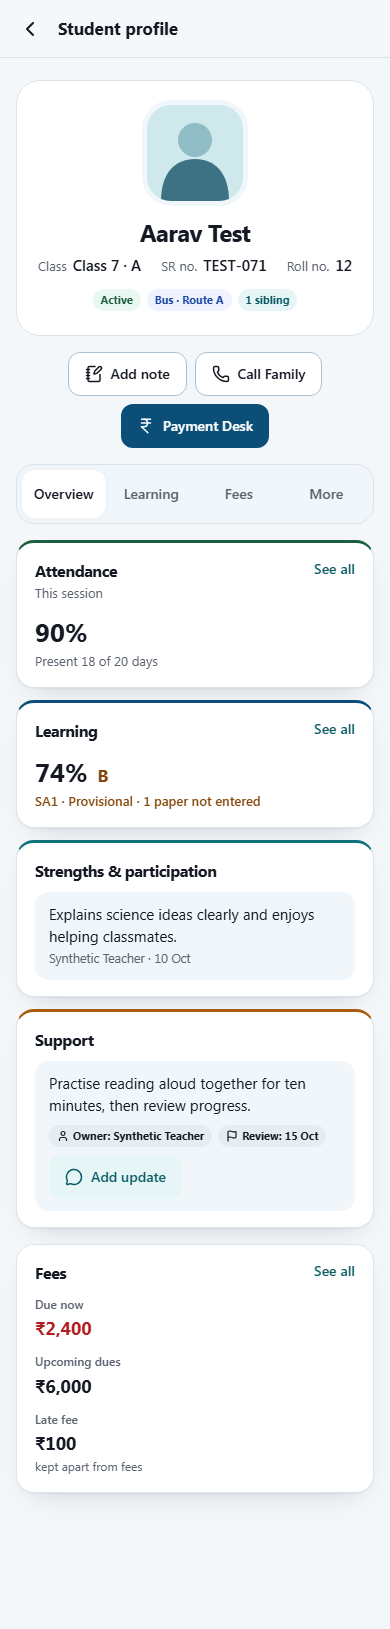 Student profile
Aarav Test
Class Class 7 · A SR no. TEST-071 Roll no. 12
Active Bus · Route A 1 sibling
Add note Call Family
₹ Payment Desk
Overview Learning Fees More
Attendance See all
This session
90%
Present 18 of 20 days
Learning See all
74% B
SA1 · Provisional · 1 paper not entered
Strengths & participation
Explains science ideas clearly and enjoys
helping classmates.
Synthetic Teacher · 10 Oct
Support
Practise reading aloud together for ten
minutes, then review progress.
Owner: Synthetic Teacher Review: 15 Oct
Add update
Fees See all
Due now
₹2,400
Upcoming dues
₹6,000
Late fee
₹100
kept apart from fees